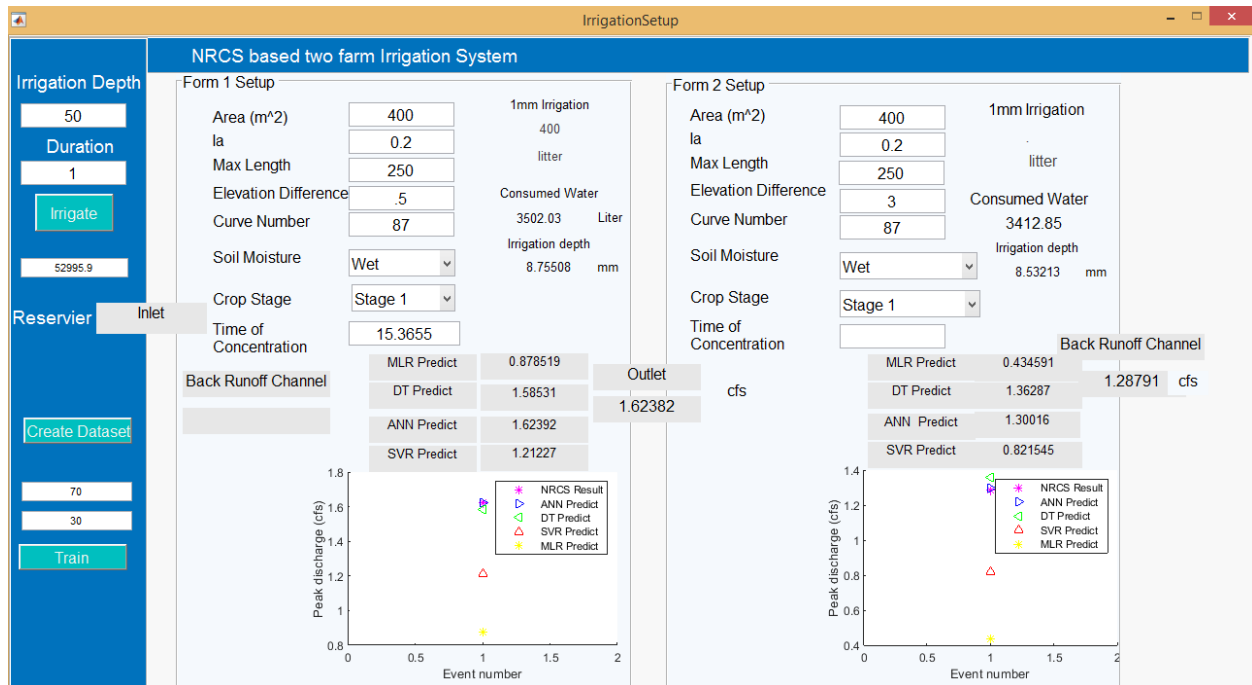 IrrigationSetup
NRCS based two farm Irrigation System
Irrigation Depth
50
Duration
1
Irrigate
52995.9
Reservier
Inlet
Create Dataset
70
30
Train
Form 1 Setup
Area (m^2)
400
Ia
0.2
Max Length
250
Elevation Difference
.5
Curve Number
87
Soil Moisture
Wet
Crop Stage
Stage 1
Time of
Concentration
15.3655
1mm Irrigation
400
litter
Consumed Water
3502.03 Liter
Irrigation depth
8.75508 mm
Back Runoff Channel
MLR Predict 0.878519
DT Predict 1.58531
ANN Predict 1.62392
SVR Predict 1.21227
Outlet
1.62382
cfs
1.8
1.6
1.4
1.2
1
0.8
Peak discharge (cfs)
NRCS Result
ANN Predict
DT Predict
SVR Predict
MLR Predict
0 0.5 1 1.5 2
Event number
Form 2 Setup
Area (m^2)
400
Ia
0.2
Max Length
250
Elevation Difference
3
Curve Number
87
Soil Moisture
Wet
Crop Stage
Stage 1
Time of
Concentration
1mm Irrigation
.
litter
Consumed Water
3412.85
Irrigation depth
8.53213 mm
Back Runoff Channel
1.28791 cfs
MLR Predict 0.434591
DT Predict 1.36287
ANN Predict 1.30016
SVR Predict 0.821545
1.4
1.2
1
0.8
0.6
0.4
Peak discharge (cfs)
NRCS Result
ANN Predict
DT Predict
SVR Predict
MLR Predict
0 0.5 1 1.5 2
Event number